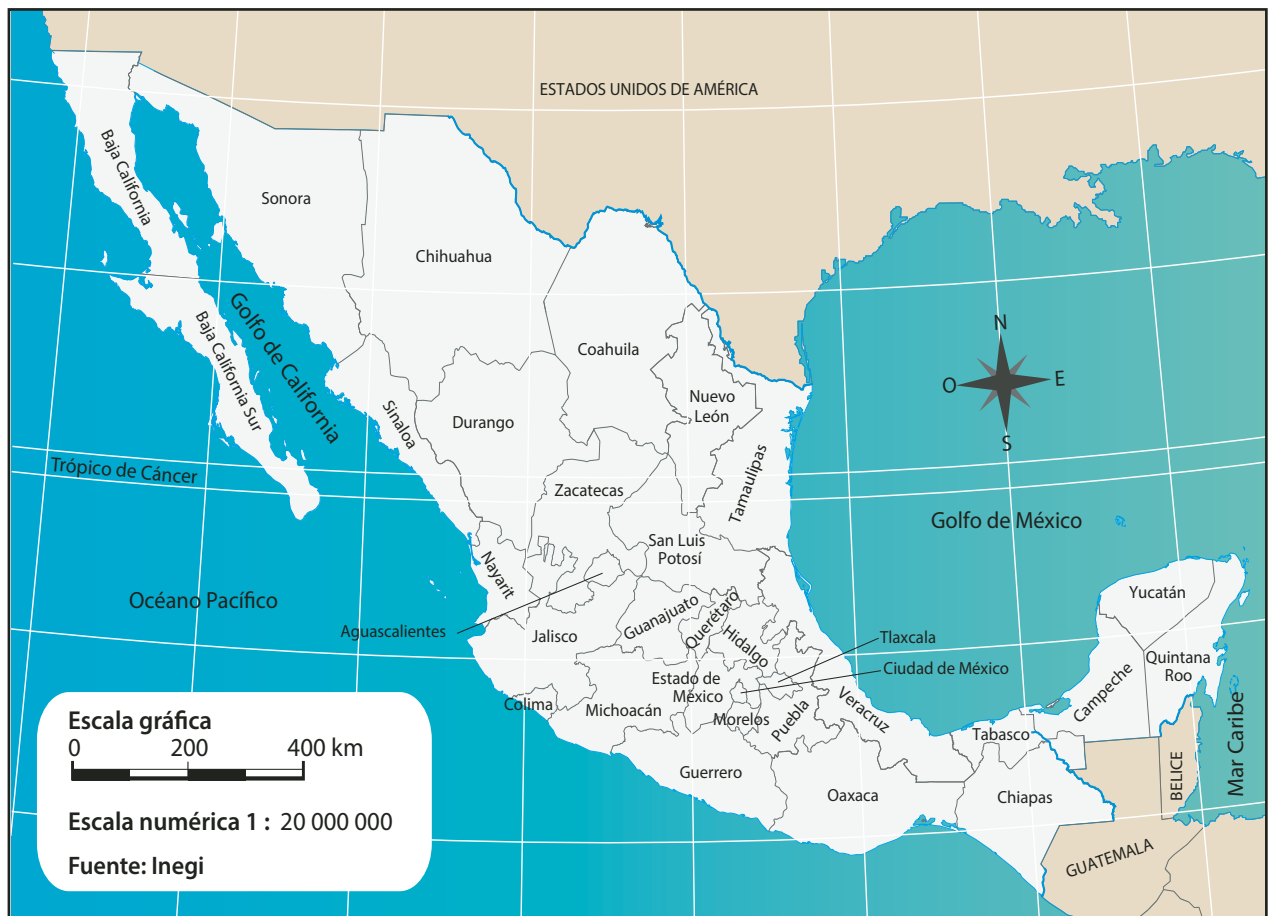 ESTADOS UNIDOS DE AMÉRICA
Baja California
Sonora
Chihuahua
Coahuila
Golfo de California
Baja California Sur
N
O
E
S
Nuevo
León
Sinaloa
Durango
Tamaulipas
Trópico de Cáncer
Zacatecas
Golfo de México
San Luis
Potosí
Nayarit
Océano Pacífico
Aguascalientes
Yucatán
Jalisco
Guanajuato
Querétaro
Hidalgo
Tlaxcala
Ciudad de México
Quintana
Roo
Campeche
Estado de
México
Colima
Michoacán
Morelos
Puebla
Veracruz
Tabasco
Mar Caribe
BELICE
Guerrero
Oaxaca
Chiapas
GUATEMALA
Escala gráfica
0 200 400 km
Escala numérica 1 : 20 000 000
Fuente: Inegi